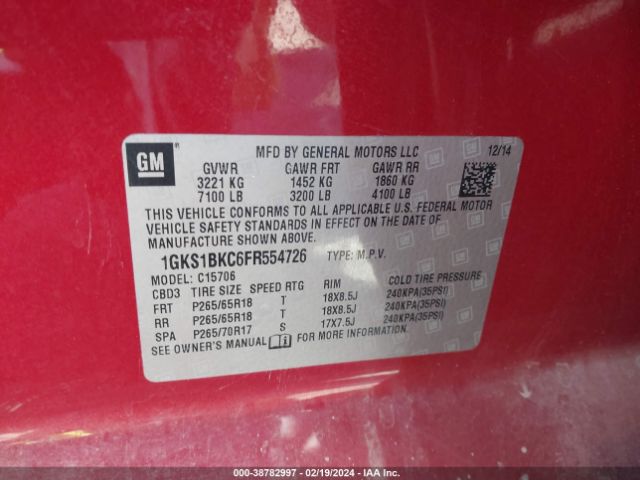 GM
MFD BY GENERAL MOTORS LLC 12/14
GVWR GAWR FRT GAWR RR
3221 KG 1452 KG 1860 KG
7100 LB 3200 LB 4100 LB
THIS VEHICLE CONFORMS TO ALL APPLICABLE U.S. FEDERAL MOTOR
VEHICLE SAFETY STANDARDS IN EFFECT ON THE DATE OF
MANUFACTURE SHOWN ABOVE.
1GKS1BKC6FR554726 TYPE: M.P.V.
MODEL: C15706
CBD3 TIRE SIZE SPEED RTG RIM COLD TIRE PRESSURE
FRT P265/65R18 T 18X8.5J 240KPA(35PSI)
RR P265/65R18 T 18X8.5J 240KPA(35PSI)
SPA P265/70R17 S 17X7.5J 240KPA(35PSI)
SEE OWNER'S MANUAL i FOR MORE INFORMATION.
000-38782997 - 02/19/2024 - IAA Inc.